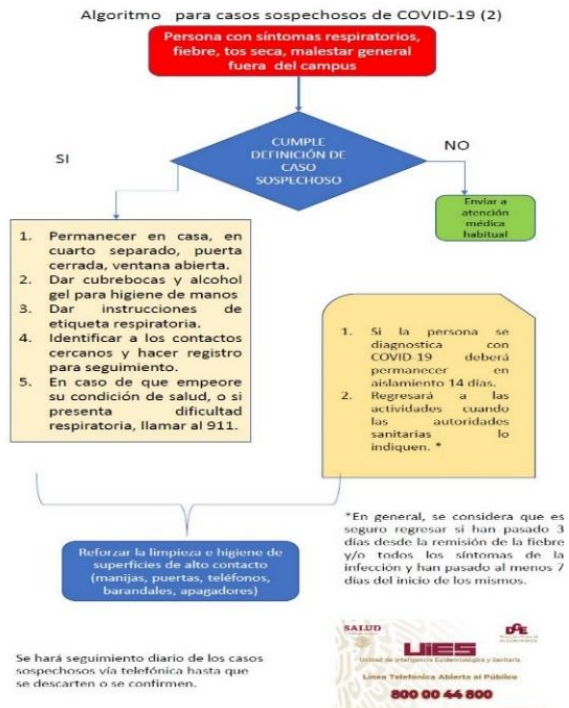 Algoritmo para casos sospechosos de COVID-19 (2)
Persona con síntomas respiratorios,
fiebre, tos seca, malestar general
fuera del campus
SI
CUMPLE
DEFINICIÓN DE
CASO
SOSPECHOSO
NO
Enviar a
atención
médica
habitual
1. Permanecer en casa, en
cuarto separado, puerta
cerrada, ventana abierta.
2. Dar cubrebocas y alcohol
gel para higiene de manos
3. Dar instrucciones de
etiqueta respiratoria.
4. Identificar a los contactos
cercanos y hacer registro
para seguimiento.
5. En caso de que empeore
su condición de salud, o si
presenta dificultad
respiratoria, llamar al 911.
1. Si la persona se
diagnostica con
COVID-19 deberá
permanecer en
aislamiento 14 días.
2. Regresará a las
actividades cuando
las autoridades
sanitarias lo
indiquen. *
Reforzar la limpieza e higiene de
superficies de alto contacto
(manijas, puertas, teléfonos,
barandales, apagadores)
*En general, se considera que es
seguro regresar si han pasado 3
días desde la remisión de la fiebre
y/o todos los síntomas de la
infección y han pasado al menos 7
días del inicio de los mismos.
Se hará seguimiento diario de los casos
sospechosos vía telefónica hasta que
se descarten o se confirmen.
SALUD
UIES
Unidad de Inteligencia Epidemiológica y Sanitaria
Línea Telefónica Abierta al Público
800 00 44 800